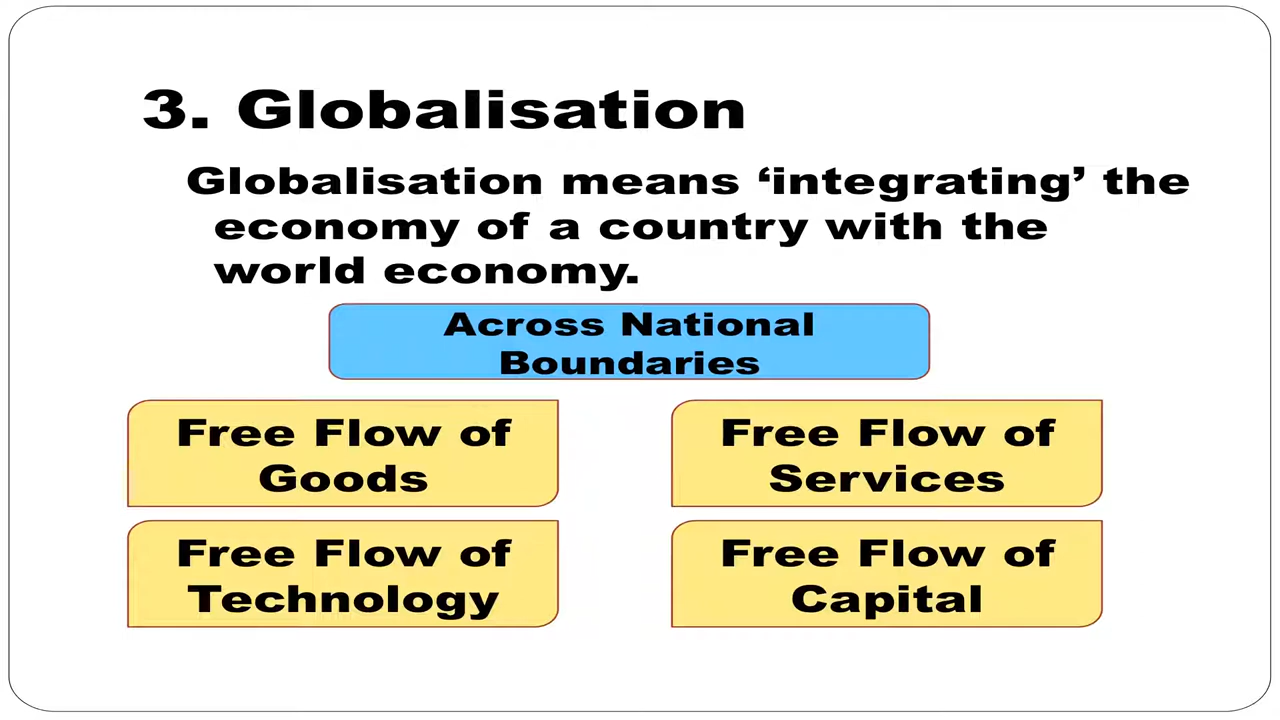 3. Globalisation
Globalisation means ‘integrating’ the
economy of a country with the
world economy.
Across National
Boundaries
Free Flow of
Goods
Free Flow of
Services
Free Flow of
Technology
Free Flow of
Capital